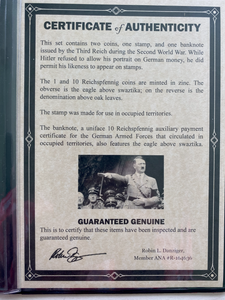 CERTIFICATE of AUTHENTICITY
This set contains two coins, one stamp, and one banknote
issued by the Third Reich during the Second World War. While
Hitler refused to allow his portrait on German money, he did
permit his likeness to appear on stamps.
The 1 and 10 Reichspfennig coins are minted in zinc. The
obverse is the eagle above swaztika; on the reverse is the
denomination above oak leaves.
The stamp was made for use in occupied territories.
The banknote, a uniface 10 Reichspfennig auxiliary payment
certificate for the German Armed Forces that circulated in
occupied territories, also features the eagle above swaztika.
GUARANTEED GENUINE
This is to certify that these items have been inspected and are
guaranteed genuine.
Robin L. Danziger,
Member ANA